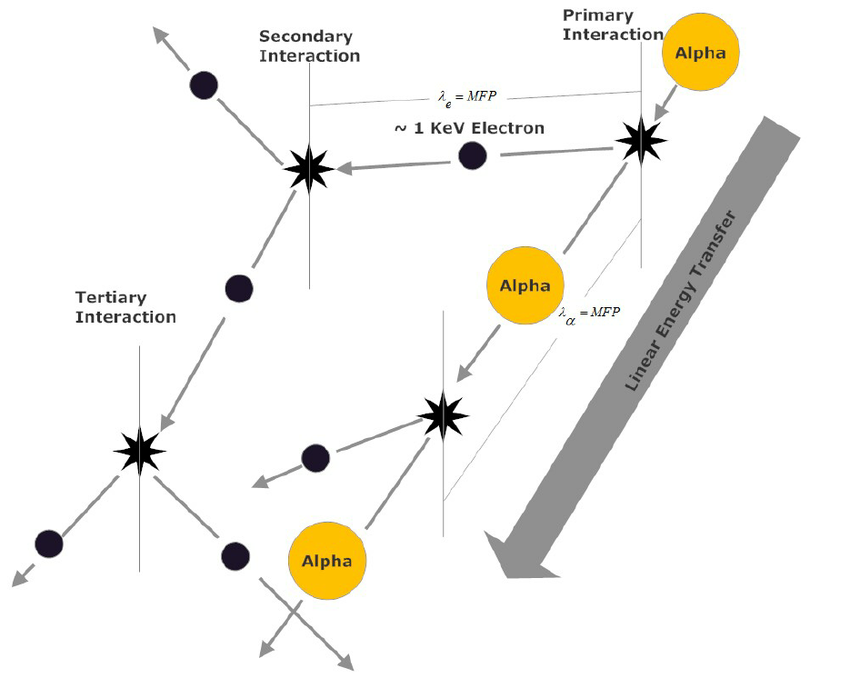 Primary
Interaction
Alpha
Secondary
Interaction
λe = MFP
~ 1 KeV Electron
Alpha
λα = MFP
Linear Energy Transfer
Tertiary
Interaction
Alpha